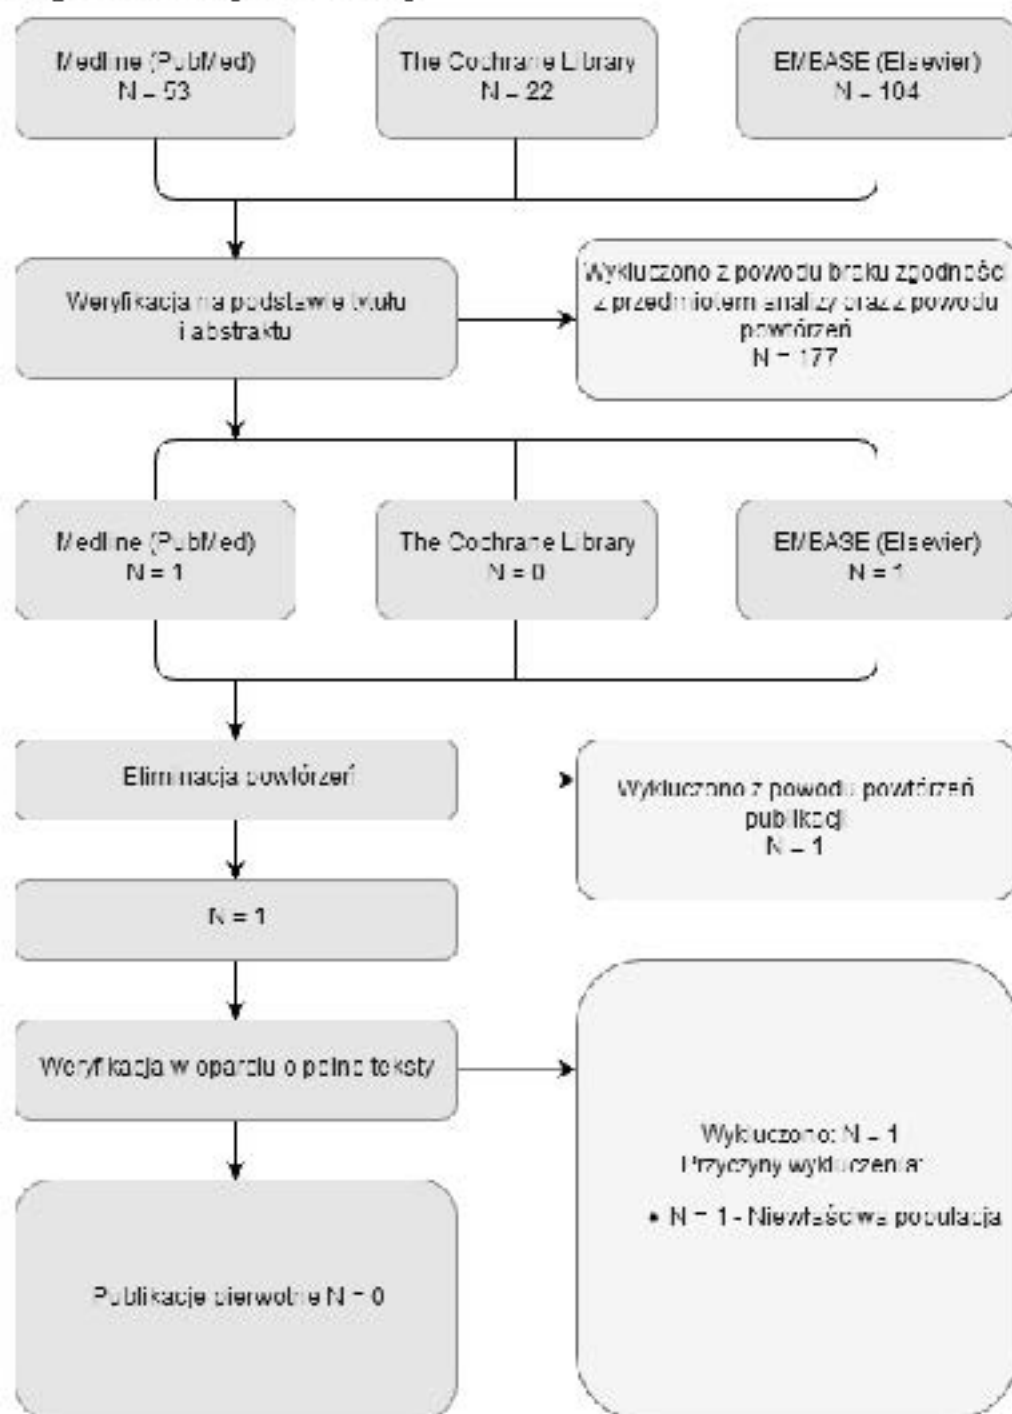 Medline (PubMed)
N = 53
The Cochrane Library
N = 22
EMBASE (Elsevier)
N = 104
Weryfikacja na podstawie tytułu
i abstraktu
Wykluczono z powodu braku zgodności
z przedmiotem analizy oraz z powodu
powtórzeń
N = 177
Medline (PubMed)
N = 1
The Cochrane Library
N = 0
EMBASE (Elsevier)
N = 1
Eliminacja powtórzeń
Wykluczono z powodu powtórzeń
publikacji
N = 1
N = 1
Weryfikacja w oparciu o pełne teksty
Wykluczono: N = 1
Przyczyny wykluczenia:
• N = 1 - Niewłaściwa populacja
Publikacje pierwotne N = 0